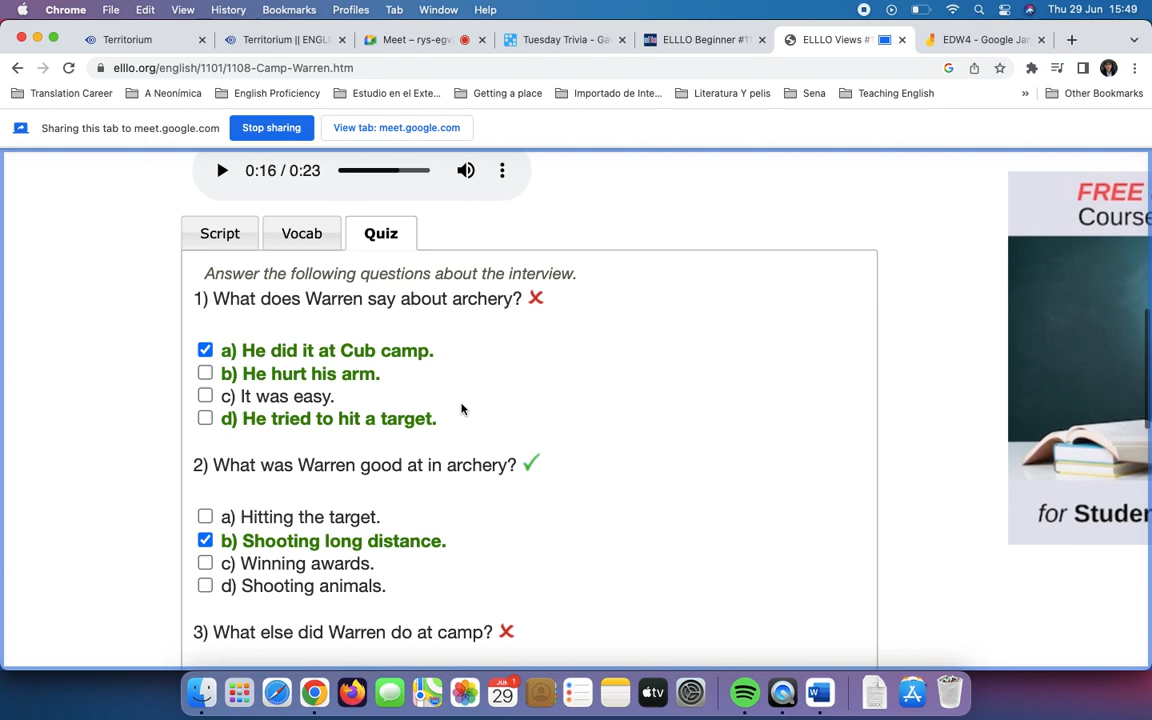 Chrome File Edit View History Bookmarks Profiles Tab Window Help Thu 29 Jun 15:49
Territorium Territorium || ENGLI Meet – rys-egv Tuesday Trivia - Ga ELLLO Beginner #1 ELLLO Views #1 EDW4 - Google Jar
elllo.org/english/1101/1108-Camp-Warren.htm
Translation Career A Neonímica English Proficiency Estudio en el Exte... Getting a place Importado de Inte... Literatura Y pelis Sena Teaching English » Other Bookmarks
Sharing this tab to meet.google.com Stop sharing View tab: meet.google.com
0:16 / 0:23
FREE
Course
Script Vocab Quiz
Answer the following questions about the interview.
1) What does Warren say about archery?
a) He did it at Cub camp.
b) He hurt his arm.
c) It was easy.
d) He tried to hit a target.
2) What was Warren good at in archery?
a) Hitting the target.
for Studen
b) Shooting long distance.
c) Winning awards.
d) Shooting animals.
3) What else did Warren do at camp?
JUN 1
29
tv
W